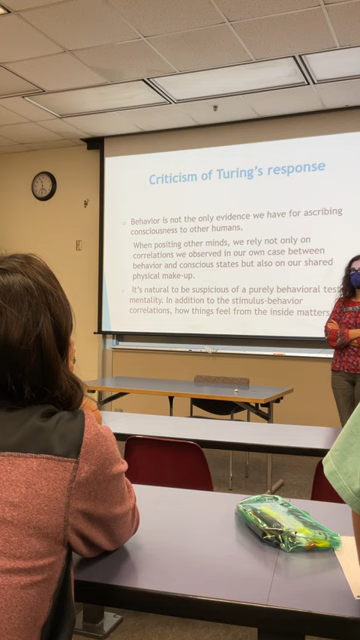 Criticism of Turing's response
Behavior is not the only evidence we have for ascribing
consciousness to other humans.
When positing other minds, we rely not only on
correlations we observed in our own case between
behavior and conscious states but also on our shared
physical make-up.
It's natural to be suspicious of a purely behavioral test
mentality. In addition to the stimulus-behavior
correlations, how things feel from the inside matters